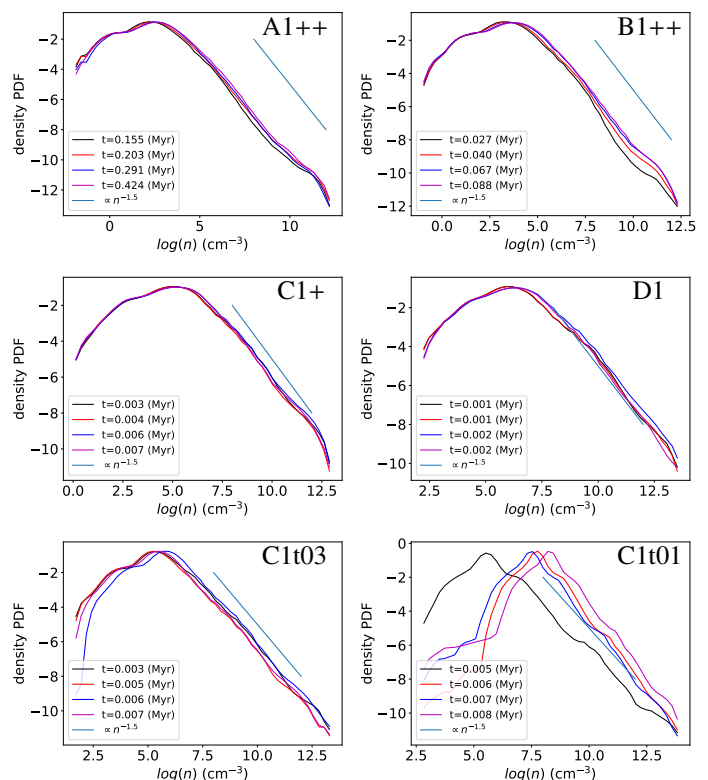 A1++
density PDF
−2
−4
−6
−8
−10
−12
t=0.155 (Myr)
t=0.203 (Myr)
t=0.291 (Myr)
t=0.424 (Myr)
∝ n^{−1.5}
0 5 10
log(n) (cm^{−3})
B1++
density PDF
−2
−4
−6
−8
−10
−12
t=0.027 (Myr)
t=0.040 (Myr)
t=0.067 (Myr)
t=0.088 (Myr)
∝ n^{−1.5}
0.0 2.5 5.0 7.5 10.0 12.5
log(n) (cm^{−3})
C1+
density PDF
−2
−4
−6
−8
−10
t=0.003 (Myr)
t=0.004 (Myr)
t=0.006 (Myr)
t=0.007 (Myr)
∝ n^{−1.5}
0.0 2.5 5.0 7.5 10.0 12.5
log(n) (cm^{−3})
D1
density PDF
−2
−4
−6
−8
−10
t=0.001 (Myr)
t=0.001 (Myr)
t=0.002 (Myr)
t=0.002 (Myr)
∝ n^{−1.5}
2.5 5.0 7.5 10.0 12.5
log(n) (cm^{−3})
C1t03
density PDF
−2
−4
−6
−8
−10
t=0.003 (Myr)
t=0.005 (Myr)
t=0.006 (Myr)
t=0.007 (Myr)
∝ n^{−1.5}
2.5 5.0 7.5 10.0 12.5
log(n) (cm^{−3})
C1t01
density PDF
0
−2
−4
−6
−8
−10
t=0.005 (Myr)
t=0.006 (Myr)
t=0.007 (Myr)
t=0.008 (Myr)
∝ n^{−1.5}
5.0 7.5 10.0 12.5
log(n) (cm^{−3})